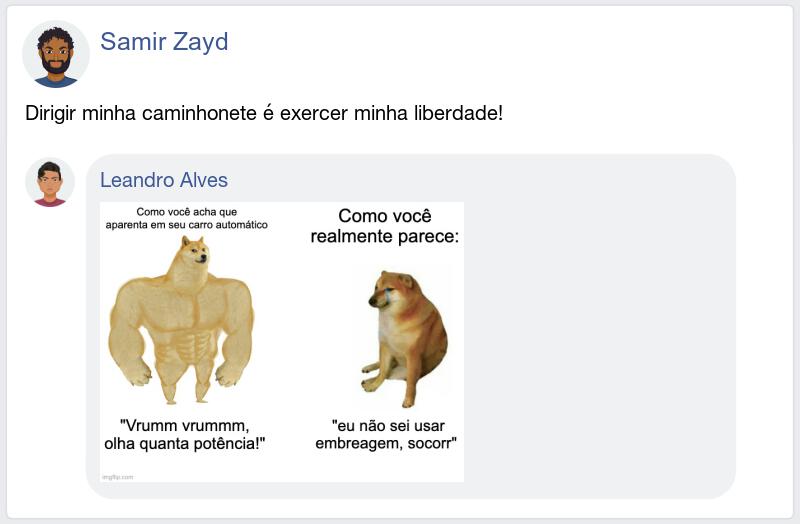 Samir Zayd
Dirigir minha caminhonete é exercer minha liberdade!
Leandro Alves
Como você acha que
aparenta em seu carro automático
"Vrumm vrummm,
olha quanta potência!"
Como você
realmente parece:
"eu não sei usar
embreagem, socorr"
imgflip.com